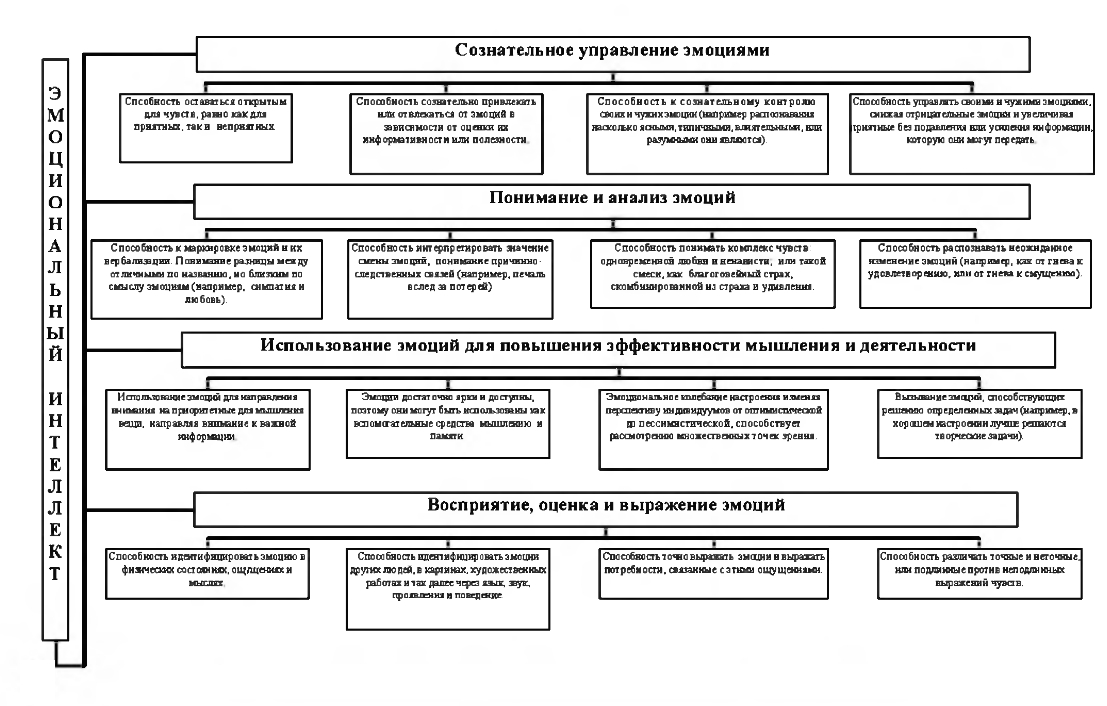 ЭМОЦИОНАЛЬНЫЙ ИНТЕЛЛЕКТ
Сознательное управление эмоциями
Способность оставаться открытым
для чувств, равно как для
приятных, так и неприятных.
Способность сознательно привлекать
или отвлекаться от эмоций в
зависимости от оценки их
информативности или полезности.
Способность к сознательному контролю
своих и чужих эмоции (например распознавания
насколько ясными, типичными, влиятельными, или
разумными они являются).
Способность управлять своими и чужими эмоциями,
снижая отрицательные эмоции и увеличивая
приятные без подавления или усиления информации,
которую они могут передать.
Понимание и анализ эмоций
Способность к маркировке эмоций и их
вербализации. Понимание разницы между
отличными по названию, но близким по
смыслу эмоциям (например, симпатия и
любовь).
Способность интерпретировать значение
смены эмоций, понимание причинно-
следственных связей (например, печаль
вслед за потерей)
Способность понимать комплекс чувств
одновременной любви и ненависти; или такой
смеси, как благоговейный страх,
скомбинированной из страха и удивления.
Способность распознавать неожиданное
изменение эмоций (например, как от гнева к
удовлетворению, или от гнева к смущению).
Использование эмоций для повышения эффективности мышления и деятельности
Использование эмоций для направления
внимания на приоритетные для мышления
вещи, направляя внимание к важной
информации.
Эмоции достаточно ярки и доступны,
поэтому они могут быть использованы как
вспомогательные средства мышлению и
памяти
Эмоциональное колебание настроения изменяя
перспективу индивидуумов от оптимистической
до пессимистической, способствует
рассмотрению множественных точек зрения.
Вызывание эмоций, способствующих
решению определенных задач (например, в
хорошем настроении лучше решаются
творческие задачи).
Восприятие, оценка и выражение эмоций
Способность идентифицировать эмоцию в
физических состояниях, ощущениях и
мыслях.
Способность идентифицировать эмоции
других людей, в картинах, художественных
работах и так далее через язык, звук,
проявления и поведение
Способность точно выражать эмоции и выражать
потребности, связанные с этими ощущениями.
Способность различать точные и неточные,
или подлинные против неподлинных
выражений чувств.